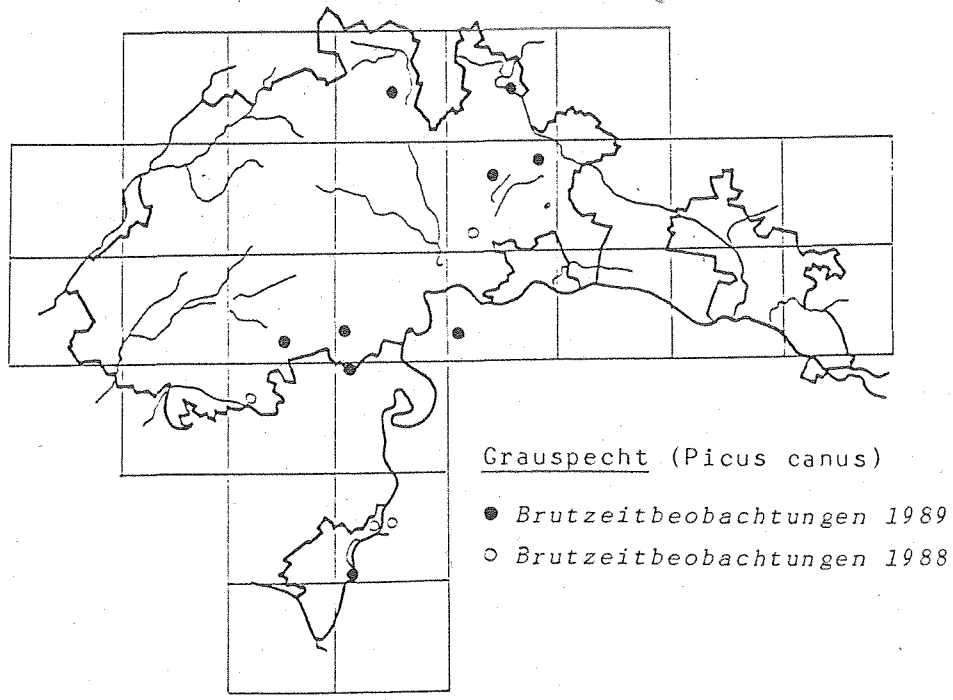 Grauspecht (Picus canus)
● Brutzeitbeobachtungen 1989
○ Brutzeitbeobachtungen 1988